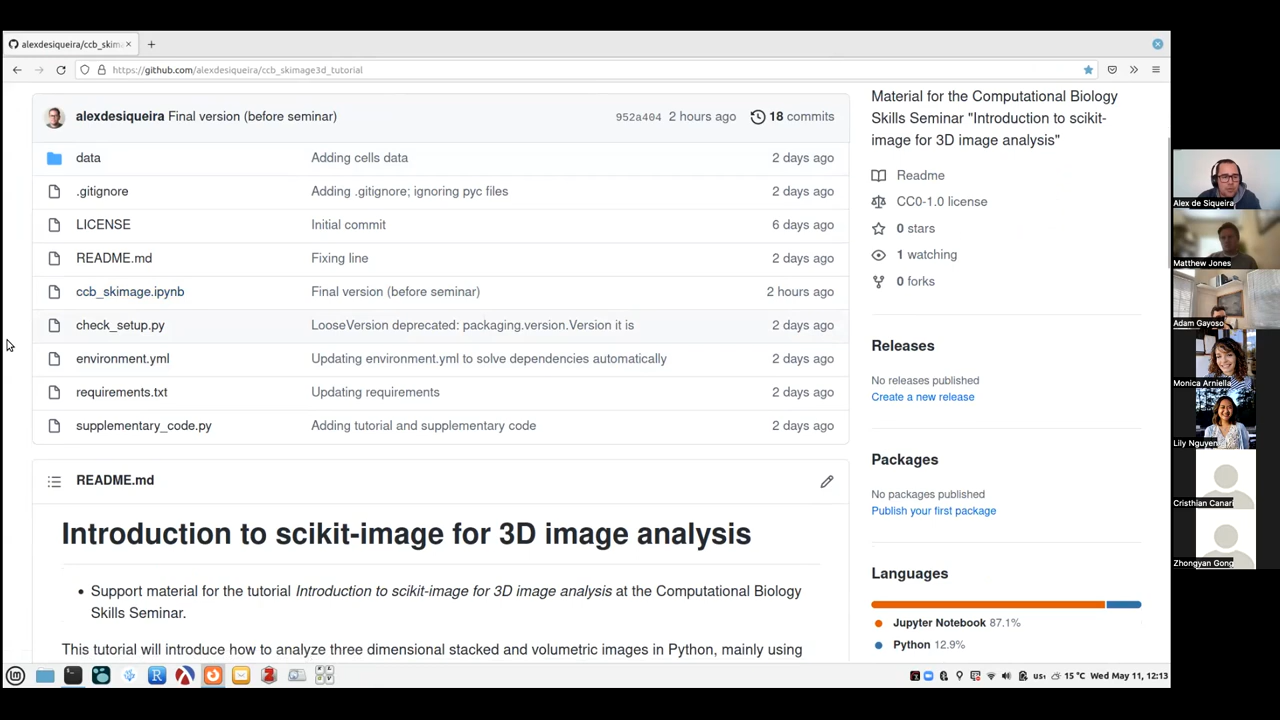 alexdesiqueira/ccb_skima
https://github.com/alexdesiqueira/ccb_skimage3d_tutorial
alexdesiqueira Final version (before seminar) 952a404 2 hours ago 18 commits
data Adding cells data 2 days ago
.gitignore Adding .gitignore; ignoring pyc files 2 days ago
LICENSE Initial commit 6 days ago
README.md Fixing line 2 days ago
ccb_skimage.ipynb Final version (before seminar) 2 hours ago
check_setup.py LooseVersion deprecated: packaging.version.Version it is 2 days ago
environment.yml Updating environment.yml to solve dependencies automatically 2 days ago
requirements.txt Updating requirements 2 days ago
supplementary_code.py Adding tutorial and supplementary code 2 days ago
README.md
Introduction to scikit-image for 3D image analysis
• Support material for the tutorial Introduction to scikit-image for 3D image analysis at the Computational Biology
Skills Seminar.
This tutorial will introduce how to analyze three dimensional stacked and volumetric images in Python, mainly using
Material for the Computational Biology
Skills Seminar "Introduction to scikit-
image for 3D image analysis"
Readme
CC0-1.0 license
0 stars
1 watching
0 forks
Releases
No releases published
Create a new release
Packages
No packages published
Publish your first package
Languages
Jupyter Notebook 87.1%
Python 12.9%
Alex de Siqueira
Matthew Jones
Adam Gayoso
Monica Arniella
Lily Nguyen
Cristhian Canar
Zhongyan Gong
15 °C Wed May 11, 12:13